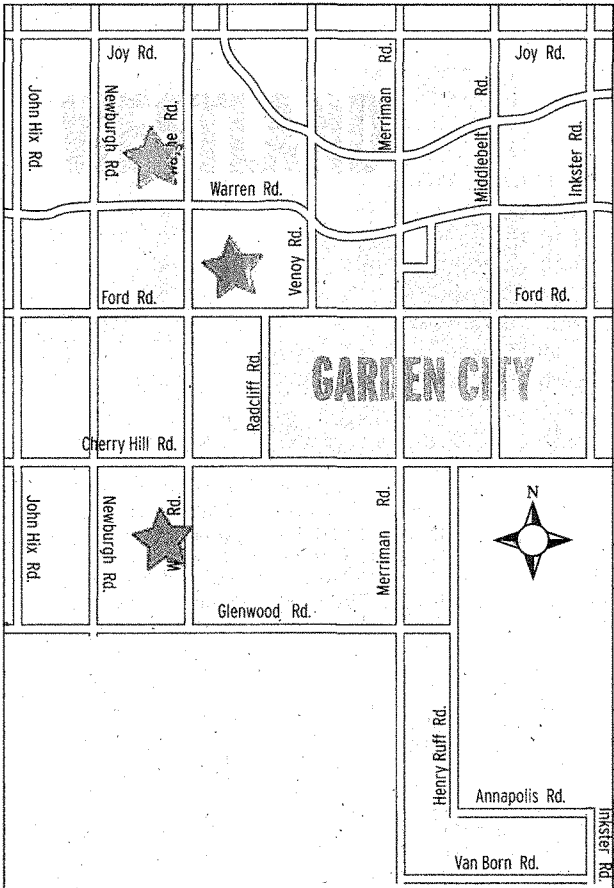 Joy Rd.
Joy Rd.
John Hix Rd.
Newburgh Rd.
Rd.
Merriman Rd.
Middlebelt Rd.
Inkster Rd.
Warren Rd.
Venoy Rd.
Ford Rd.
Ford Rd.
Radcliff Rd.
GARDEN CITY
Cherry Hill Rd.
John Hix Rd.
Newburgh Rd.
Rd.
Merriman Rd.
N
Glenwood Rd.
Henry Ruff Rd.
Annapolis Rd.
Inkster Rd.
Van Born Rd.